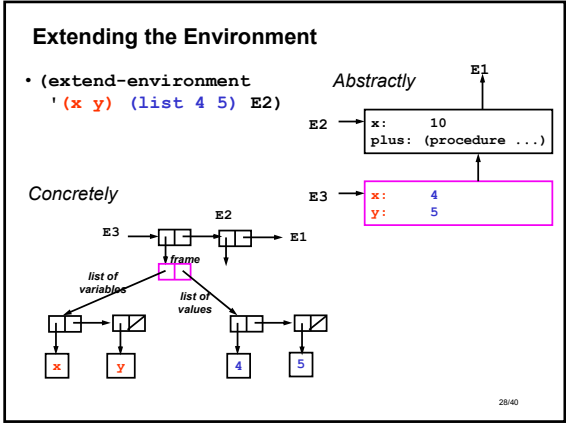 Extending the Environment
• (extend-environment
'(x y) (list 4 5) E2)
Abstractly
E1
E2
x: 10
plus: (procedure ...)
E3
x: 4
y: 5
Concretely
E2
E3
E1
frame
list of
variables
list of
values
x
y
4
5
28/40